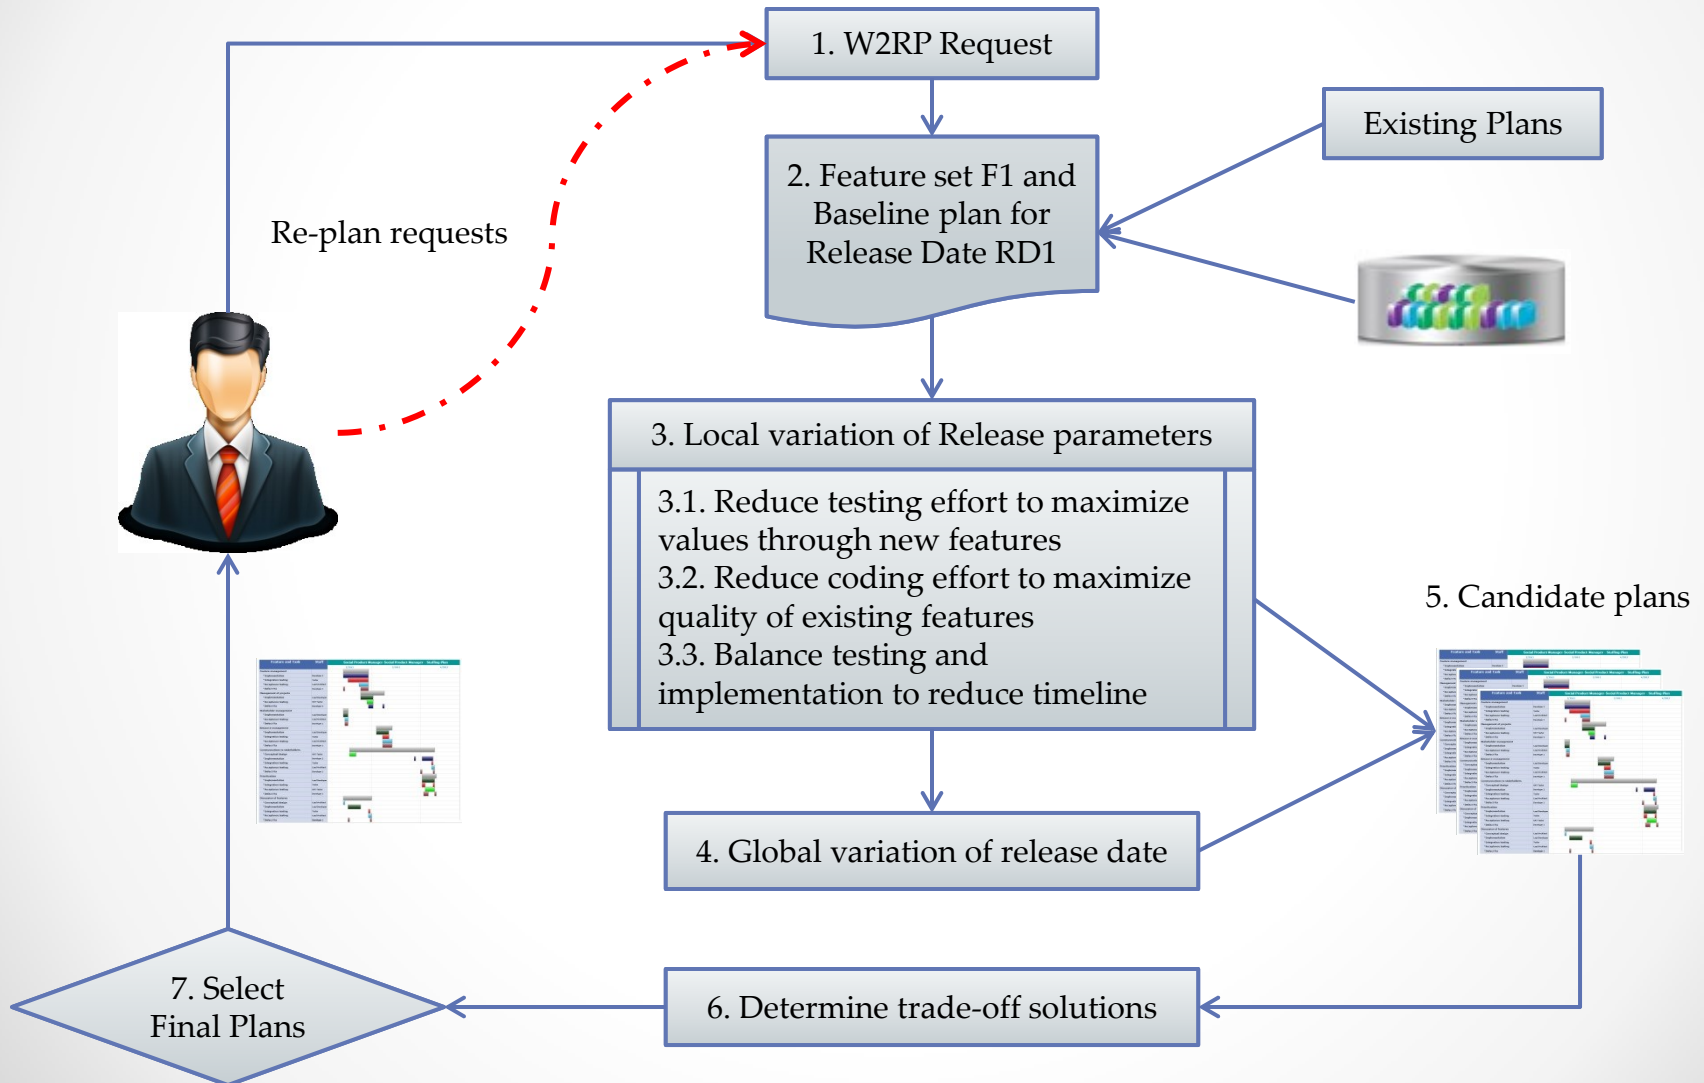 1. W2RP Request
Existing Plans
2. Feature set F1 and
Baseline plan for
Release Date RD1
Re-plan requests
3. Local variation of Release parameters
3.1. Reduce testing effort to maximize
values through new features
3.2. Reduce coding effort to maximize
quality of existing features
3.3. Balance testing and
implementation to reduce timeline
5. Candidate plans
4. Global variation of release date
7. Select
Final Plans
6. Determine trade-off solutions